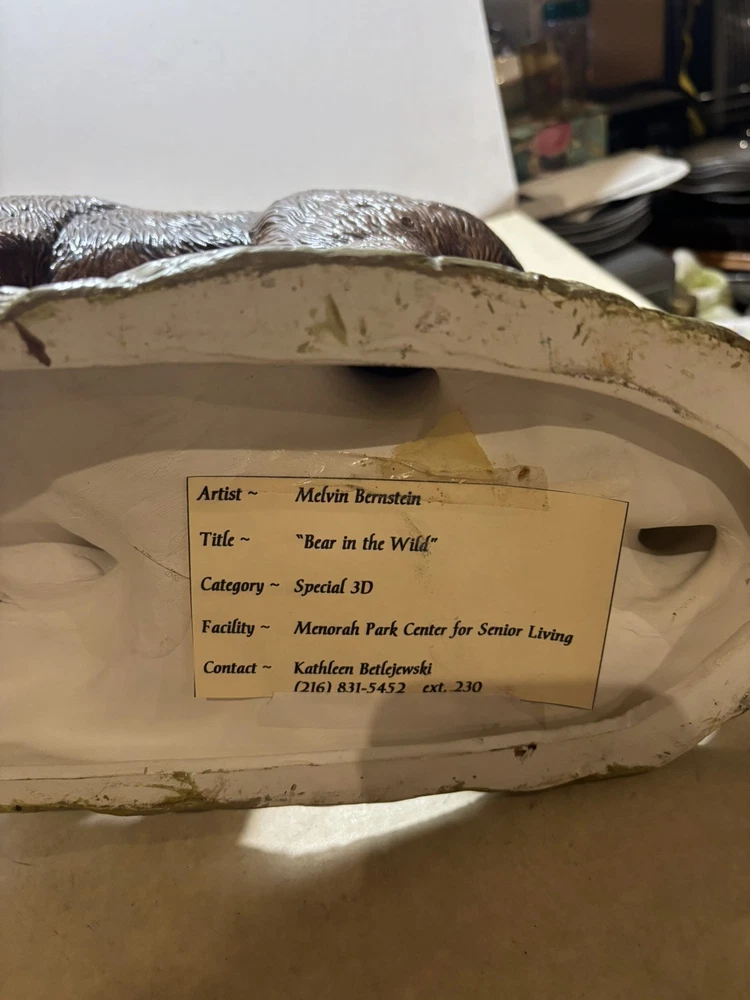 Artist ~ Melvin Bernstein
Title ~ "Bear in the Wild"
Category ~ Special 3D
Facility ~ Menorah Park Center for Senior Living
Contact ~ Kathleen Betlejewski
(216) 831-5452 ext. 230